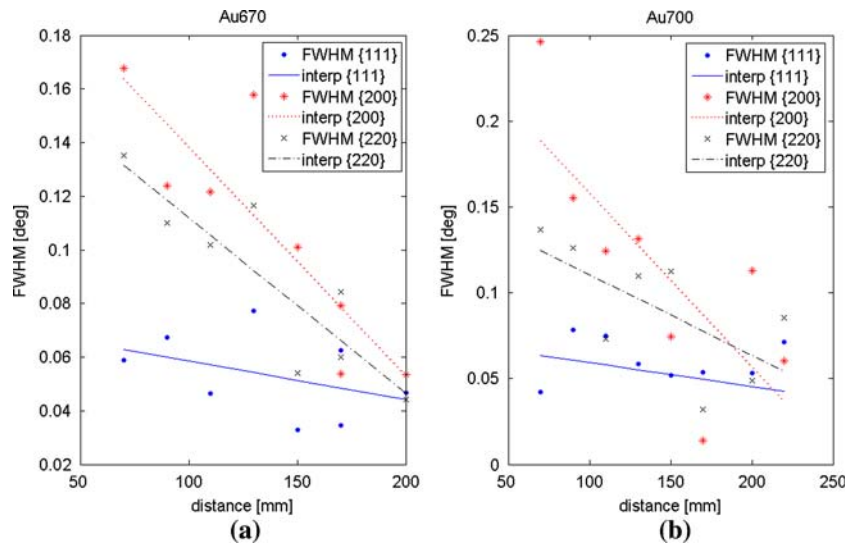 Au670
FWHM [deg]
0.18
0.16
0.14
0.12
0.1
0.08
0.06
0.04
0.02
50
100
150
200
distance [mm]
FWHM {111}
interp {111}
FWHM {200}
interp {200}
FWHM {220}
interp {220}
(a)
Au700
FWHM [deg]
0.25
0.2
0.15
0.1
0.05
0
50
100
150
200
250
distance [mm]
FWHM {111}
interp {111}
FWHM {200}
interp {200}
FWHM {220}
interp {220}
(b)